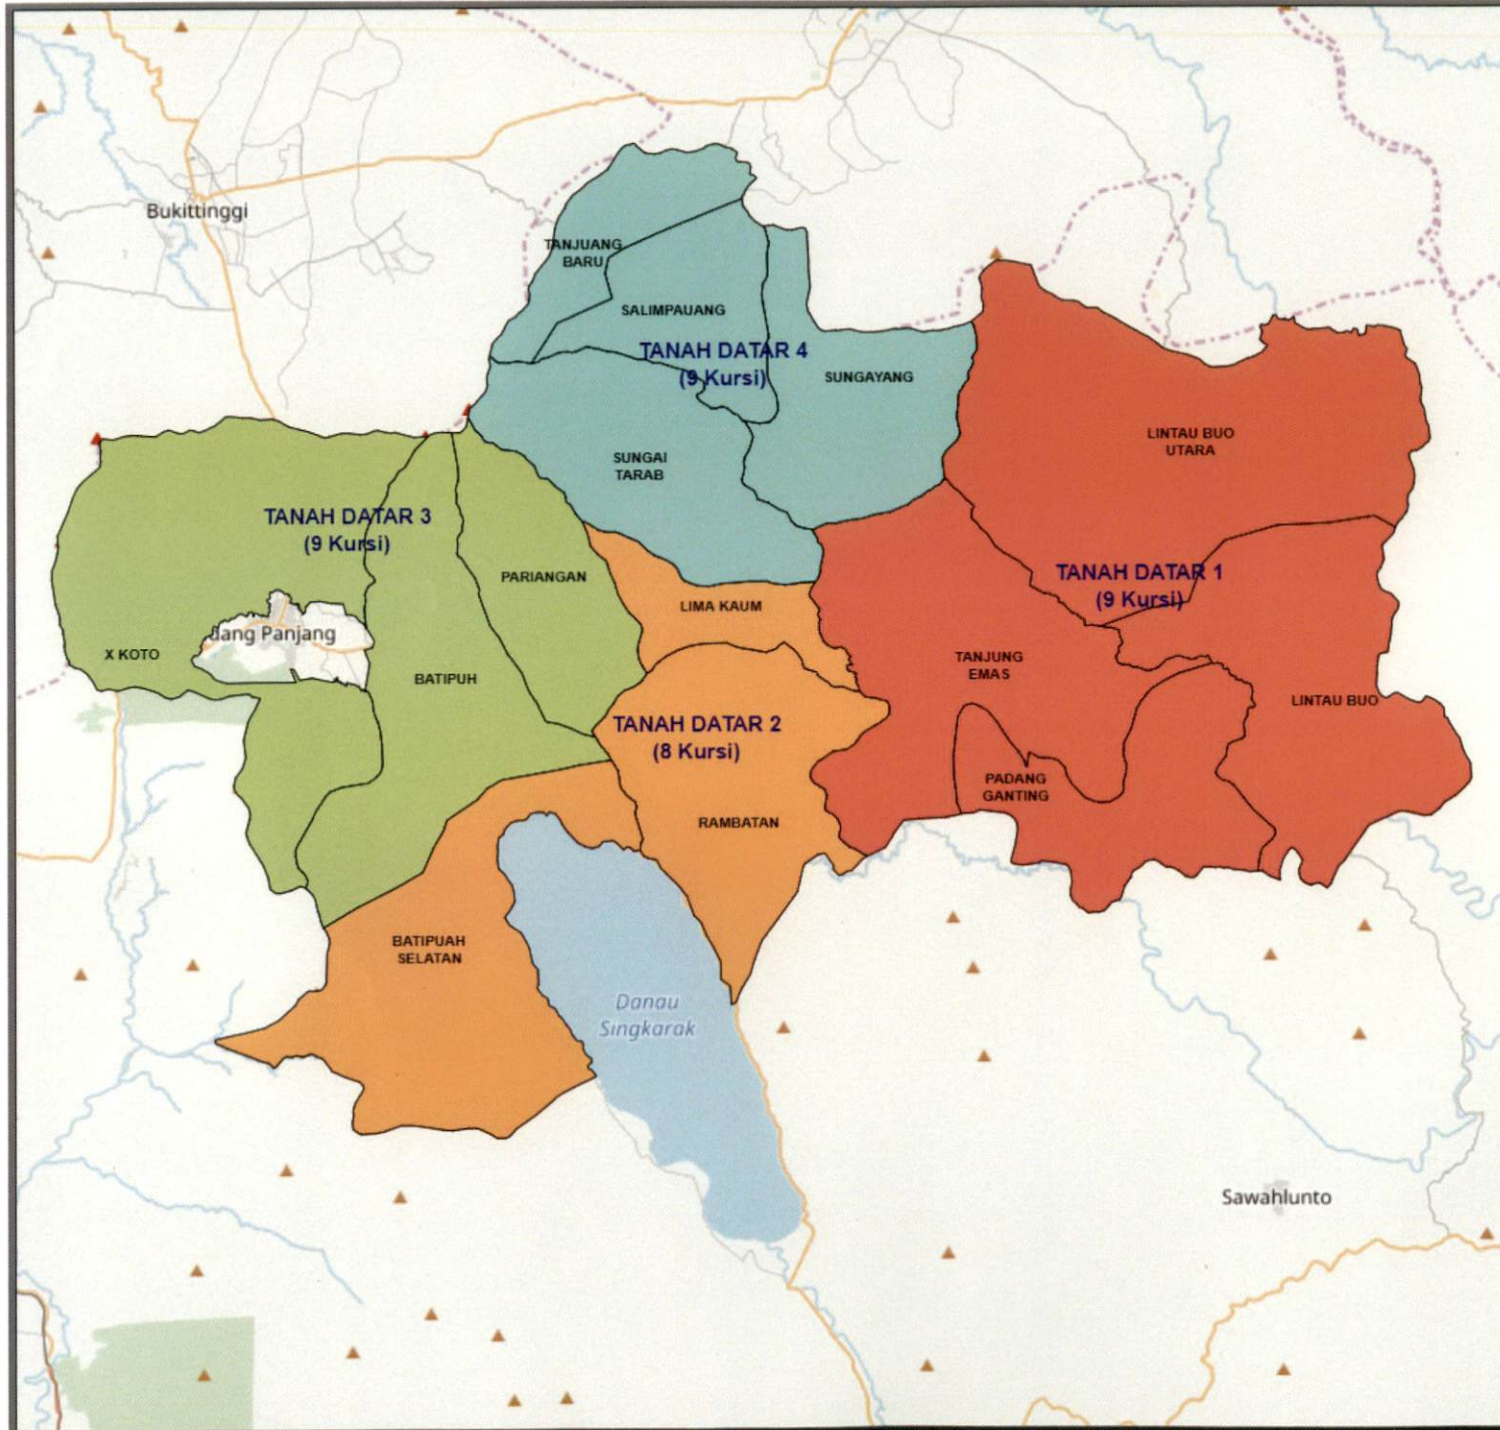 Bukittinggi
TANJUANG
BARU
SALIMPAUANG
TANAH DATAR 4
(9 Kursi)
SUNGAYANG
SUNGAI
TARAB
LINTAU BUO
UTARA
TANAH DATAR 3
(9 Kursi)
PARIANGAN
LIMA KAUM
TANAH DATAR 1
(9 Kursi)
dang Panjang
X KOTO
BATIPUH
TANJUNG
EMAS
LINTAU BUO
TANAH DATAR 2
(8 Kursi)
PADANG
GANTING
RAMBATAN
BATIPUAH
SELATAN
Danau
Singkarak
Sawahlunto